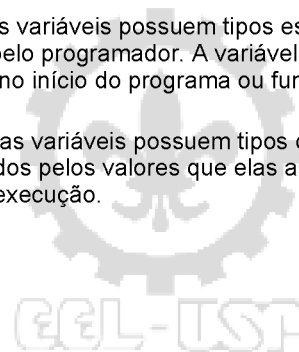 s variáveis possuem tipos es
pelo programador. A variável
no início do programa ou fun
as variáveis possuem tipos
dos pelos valores que elas a
execução.
EEL-USP